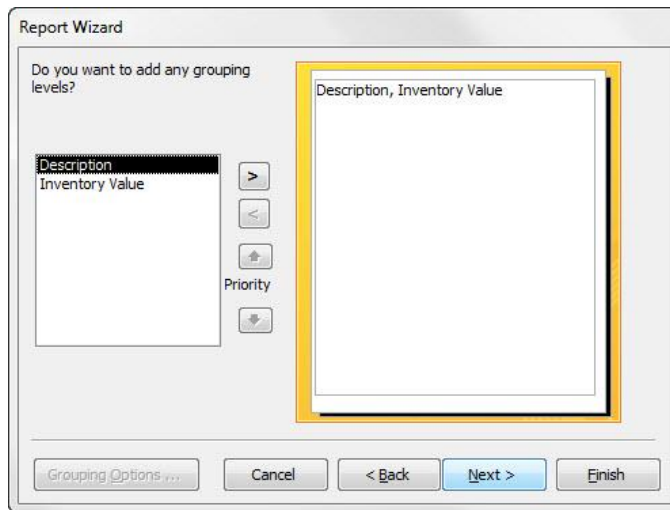 Report Wizard
Do you want to add any grouping
levels?
Description
Inventory Value
>
<
Priority
Description, Inventory Value
Grouping Options ...
Cancel
< Back
Next >
Finish